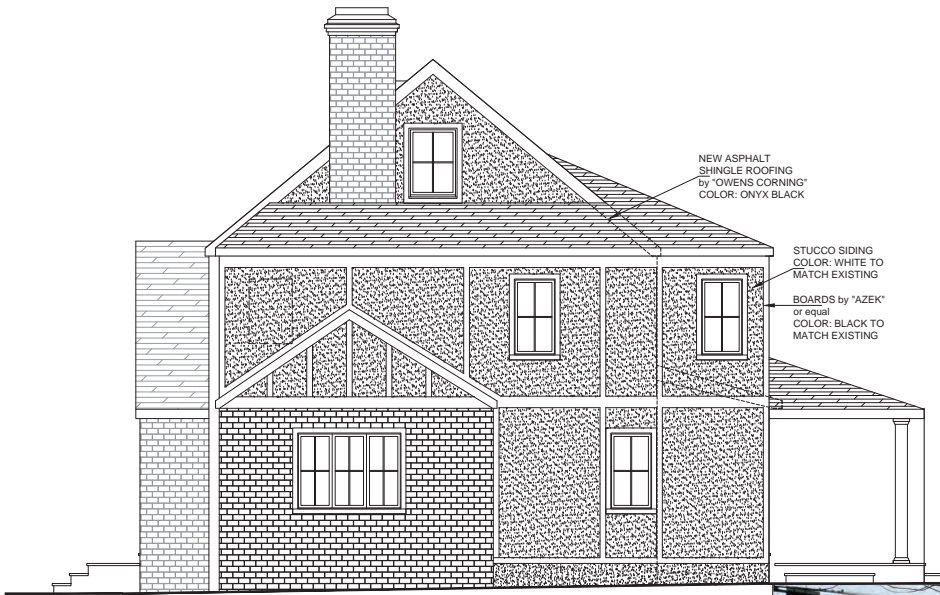 NEW ASPHALT
SHINGLE ROOFING
by "OWENS CORNING"
COLOR: ONYX BLACK
STUCCO SIDING
COLOR: WHITE TO
MATCH EXISTING
BOARDS by "AZEK"
or equal
COLOR: BLACK TO
MATCH EXISTING